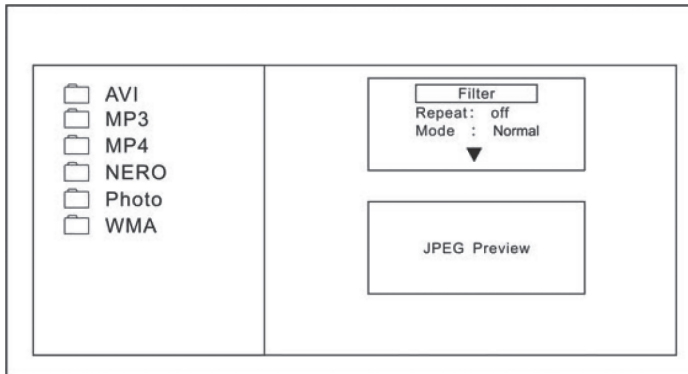 AVI
MP3
MP4
NERO
Photo
WMA
Filter
Repeat: off
Mode : Normal
JPEG Preview